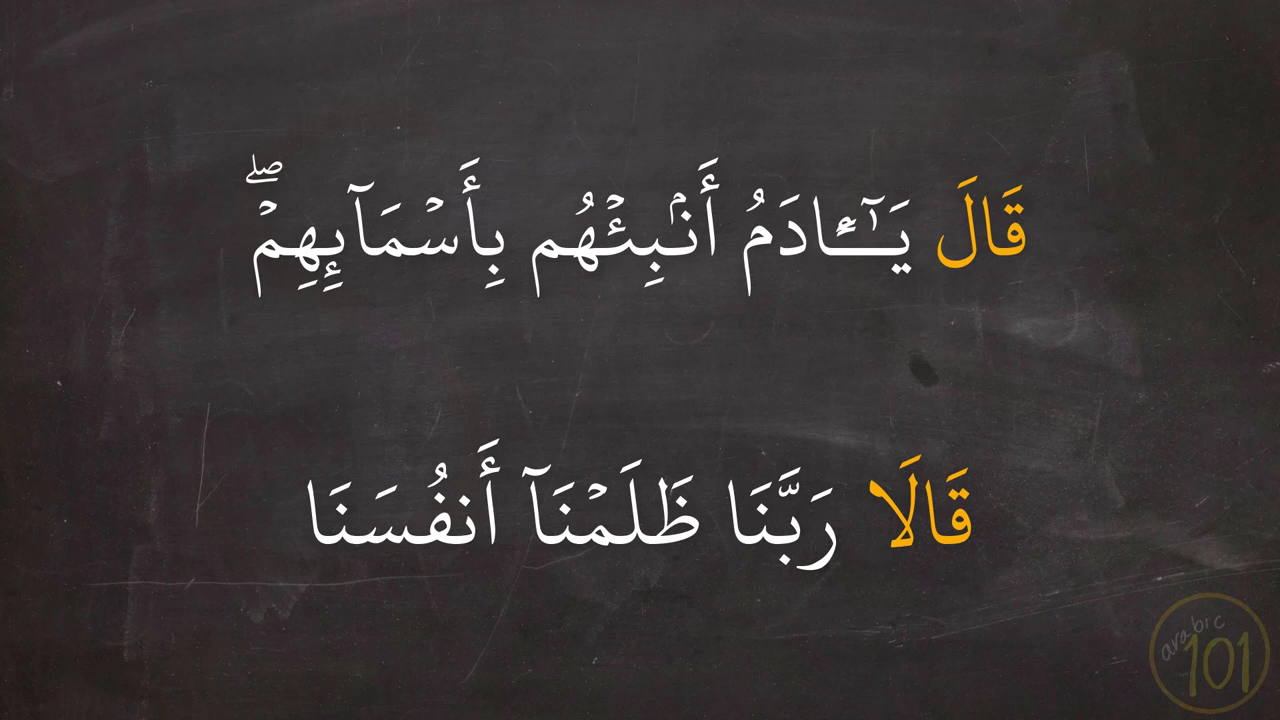 قَالَ يَـٰٓـَٔادَمُ أَنۢبِئْهُم بِأَسْمَآئِهِمْ ۖ
قَالَا رَبَّنَا ظَلَمْنَآ أَنفُسَنَا
arabic
101